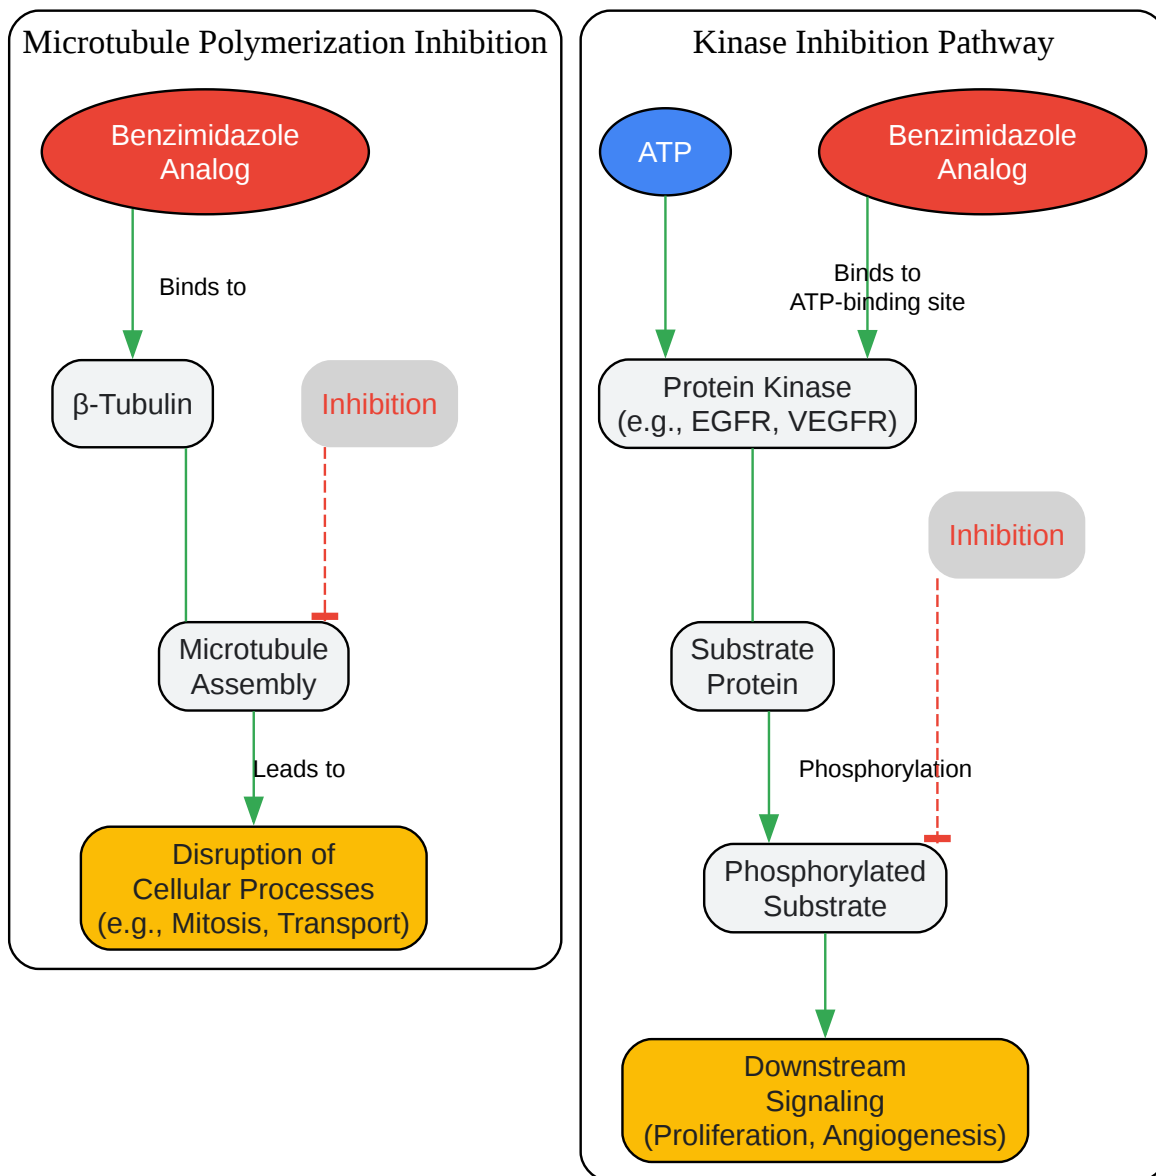 Microtubule Polymerization Inhibition
Benzimidazole
Analog
Binds to
β-Tubulin
Inhibition
Microtubule
Assembly
Leads to
Disruption of
Cellular Processes
(e.g., Mitosis, Transport)
Kinase Inhibition Pathway
ATP
Benzimidazole
Analog
Binds to
ATP-binding site
Protein Kinase
(e.g., EGFR, VEGFR)
Inhibition
Substrate
Protein
Phosphorylation
Phosphorylated
Substrate
Downstream
Signaling
(Proliferation, Angiogenesis)